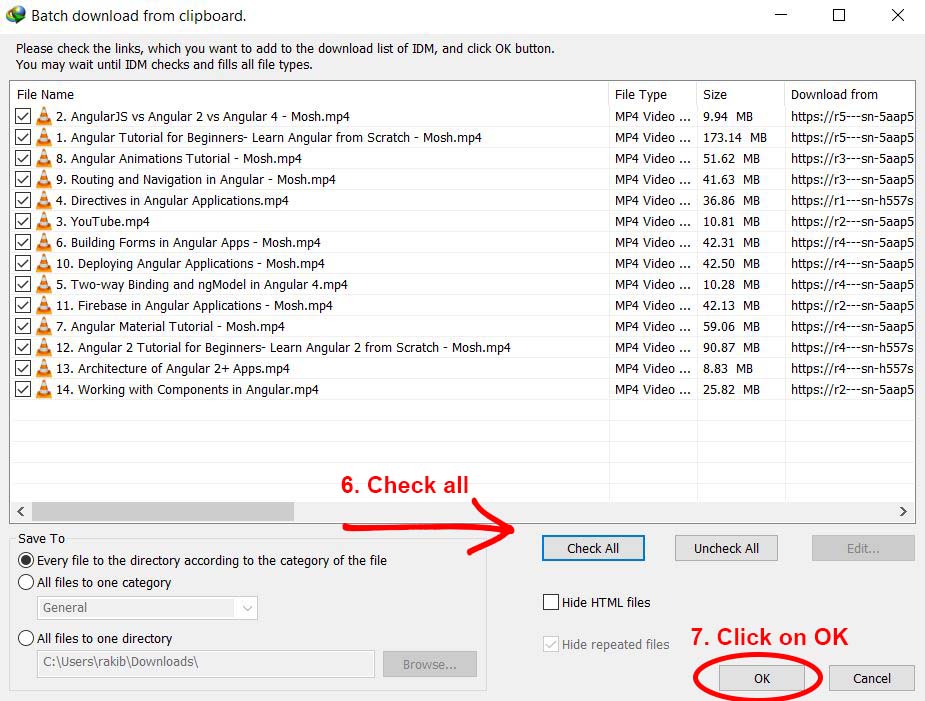 Batch download from clipboard.
Please check the links, which you want to add to the download list of IDM, and click OK button.
You may wait until IDM checks and fills all file types.
File Name File Type Size Download from
2. AngularJS vs Angular 2 vs Angular 4 - Mosh.mp4 MP4 Video ... 9.94 MB https://r5---sn-5aap5
1. Angular Tutorial for Beginners- Learn Angular from Scratch - Mosh.mp4 MP4 Video ... 173.14 MB https://r5---sn-5aap5
8. Angular Animations Tutorial - Mosh.mp4 MP4 Video ... 51.62 MB https://r3---sn-5aap5
9. Routing and Navigation in Angular - Mosh.mp4 MP4 Video ... 41.63 MB https://r3---sn-5aap5
4. Directives in Angular Applications.mp4 MP4 Video ... 36.86 MB https://r1---sn-h557s
3. YouTube.mp4 MP4 Video ... 10.81 MB https://r2---sn-5aap5
6. Building Forms in Angular Apps - Mosh.mp4 MP4 Video ... 42.31 MB https://r4---sn-5aap5
10. Deploying Angular Applications - Mosh.mp4 MP4 Video ... 42.50 MB https://r4---sn-5aap5
5. Two-way Binding and ngModel in Angular 4.mp4 MP4 Video ... 10.28 MB https://r4---sn-5aap5
11. Firebase in Angular Applications - Mosh.mp4 MP4 Video ... 42.13 MB https://r2---sn-5aap5
7. Angular Material Tutorial - Mosh.mp4 MP4 Video ... 59.06 MB https://r4---sn-5aap5
12. Angular 2 Tutorial for Beginners- Learn Angular 2 from Scratch - Mosh.mp4 MP4 Video ... 90.87 MB https://r4---sn-h557s
13. Architecture of Angular 2+ Apps.mp4 MP4 Video ... 8.83 MB https://r4---sn-h557s
14. Working with Components in Angular.mp4 MP4 Video ... 25.82 MB https://r2---sn-5aap5
6. Check all
Save To
Every file to the directory according to the category of the file
All files to one category
General
All files to one directory
C:\Users\rakib\Downloads\
Browse...
Check All
Uncheck All
Edit...
Hide HTML files
Hide repeated files
7. Click on OK
OK
Cancel